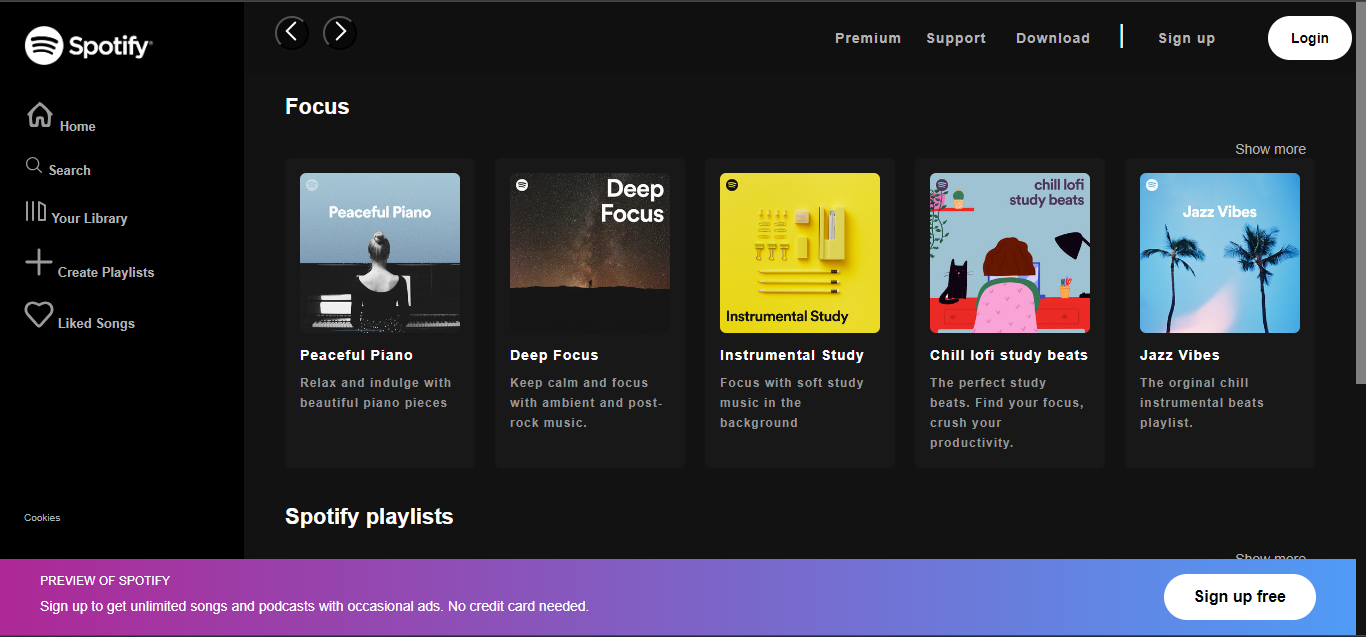 Spotify
Home
Search
Your Library
Create Playlists
Liked Songs
Cookies
Premium Support Download Sign up Login
Focus
Show more
Peaceful Piano
Peaceful Piano
Relax and indulge with
beautiful piano pieces
Deep
Focus
Deep Focus
Keep calm and focus
with ambient and post-
rock music.
Instrumental Study
Instrumental Study
Focus with soft study
music in the
background
chill lofi
study beats
Chill lofi study beats
The perfect study
beats. Find your focus,
crush your
productivity.
Jazz Vibes
Jazz Vibes
The orginal chill
instrumental beats
playlist.
Spotify playlists
Show more
PREVIEW OF SPOTIFY
Sign up to get unlimited songs and podcasts with occasional ads. No credit card needed.
Sign up free